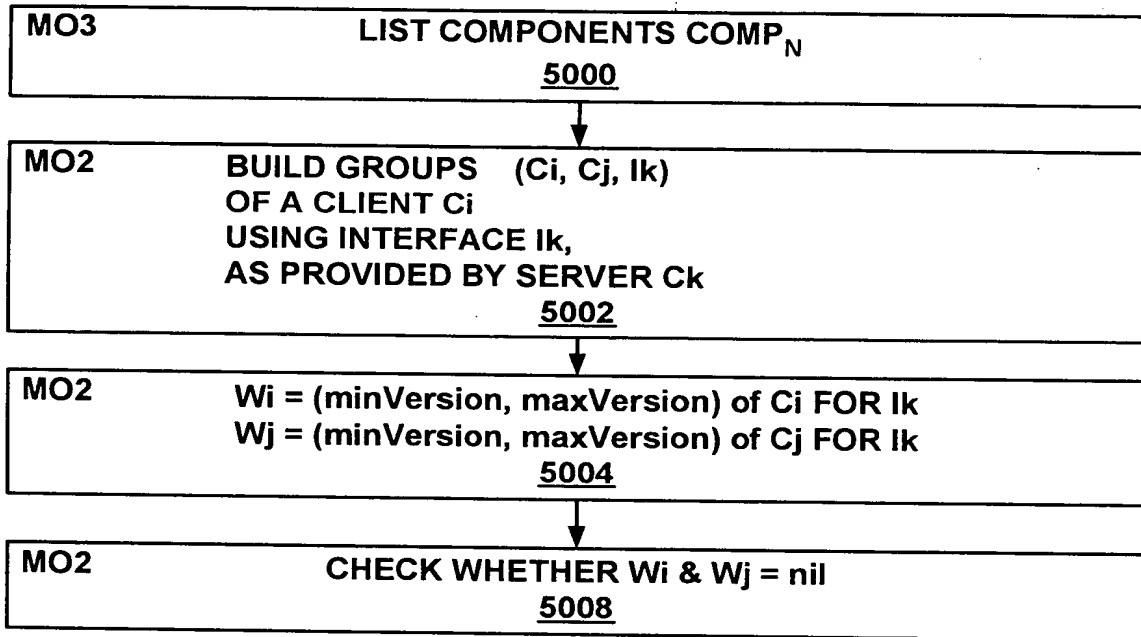 MO3 LIST COMPONENTS COMP_N
5000
MO2 BUILD GROUPS (Ci, Cj, Ik)
OF A CLIENT Ci
USING INTERFACE Ik,
AS PROVIDED BY SERVER Ck
5002
MO2 Wi = (minVersion, maxVersion) of Ci FOR Ik
Wj = (minVersion, maxVersion) of Cj FOR Ik
5004
MO2 CHECK WHETHER Wi & Wj = nil
5008